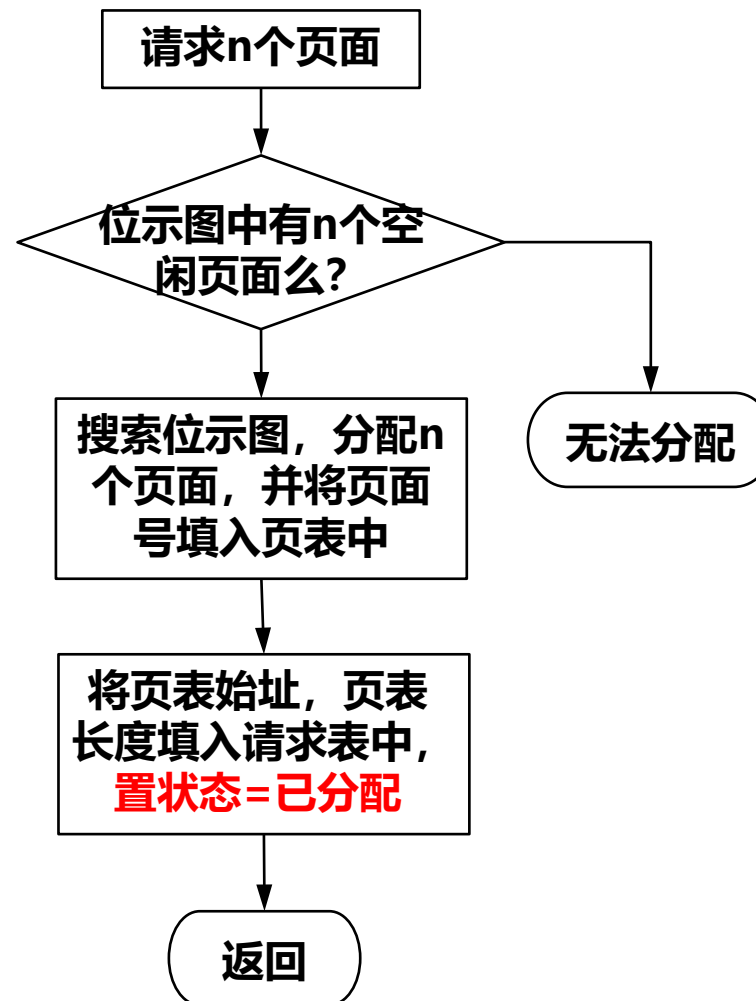 请求n个页面
位示图中有n个空
闲页面么？
搜索位示图，分配n
个页面，并将页面
号填入页表中
无法分配
将页表始址，页表
长度填入请求表中，
置状态=已分配
返回